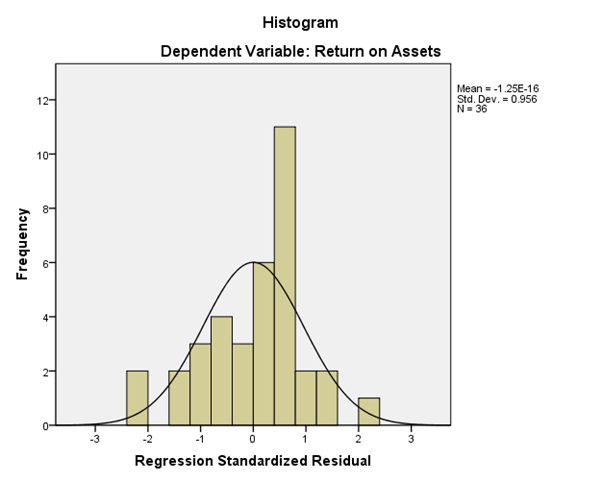 Histogram
Dependent Variable: Return on Assets
Mean = -1.25E-16
Std. Dev. = 0.956
N = 36
12
10
8
6
4
2
0
Frequency
-3 -2 -1 0 1 2 3
Regression Standardized Residual